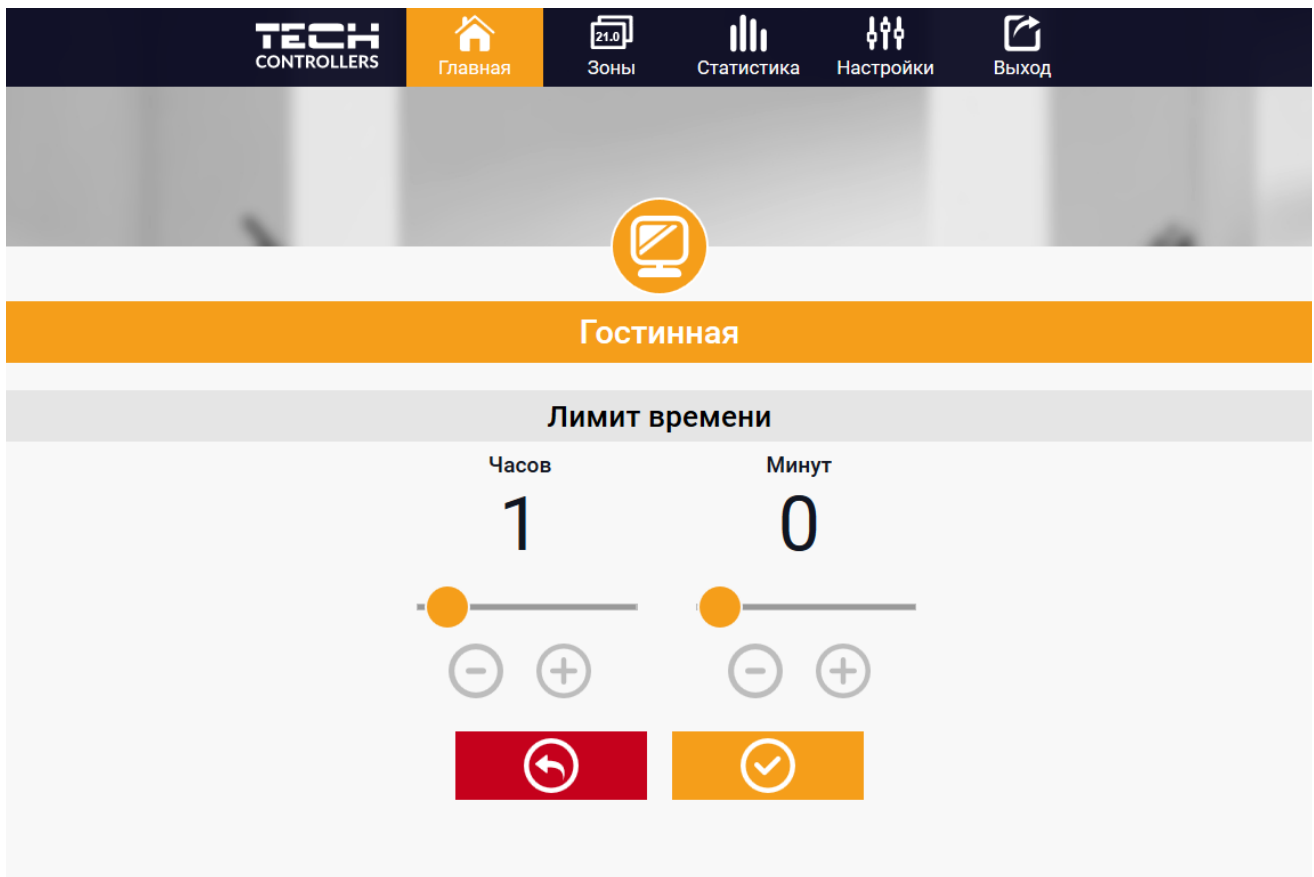 TECH
CONTROLLERS
Главная
21.0
Зоны
Статистика
Настройки
Выход
Гостинная
Лимит времени
Часов
Минут
1
0